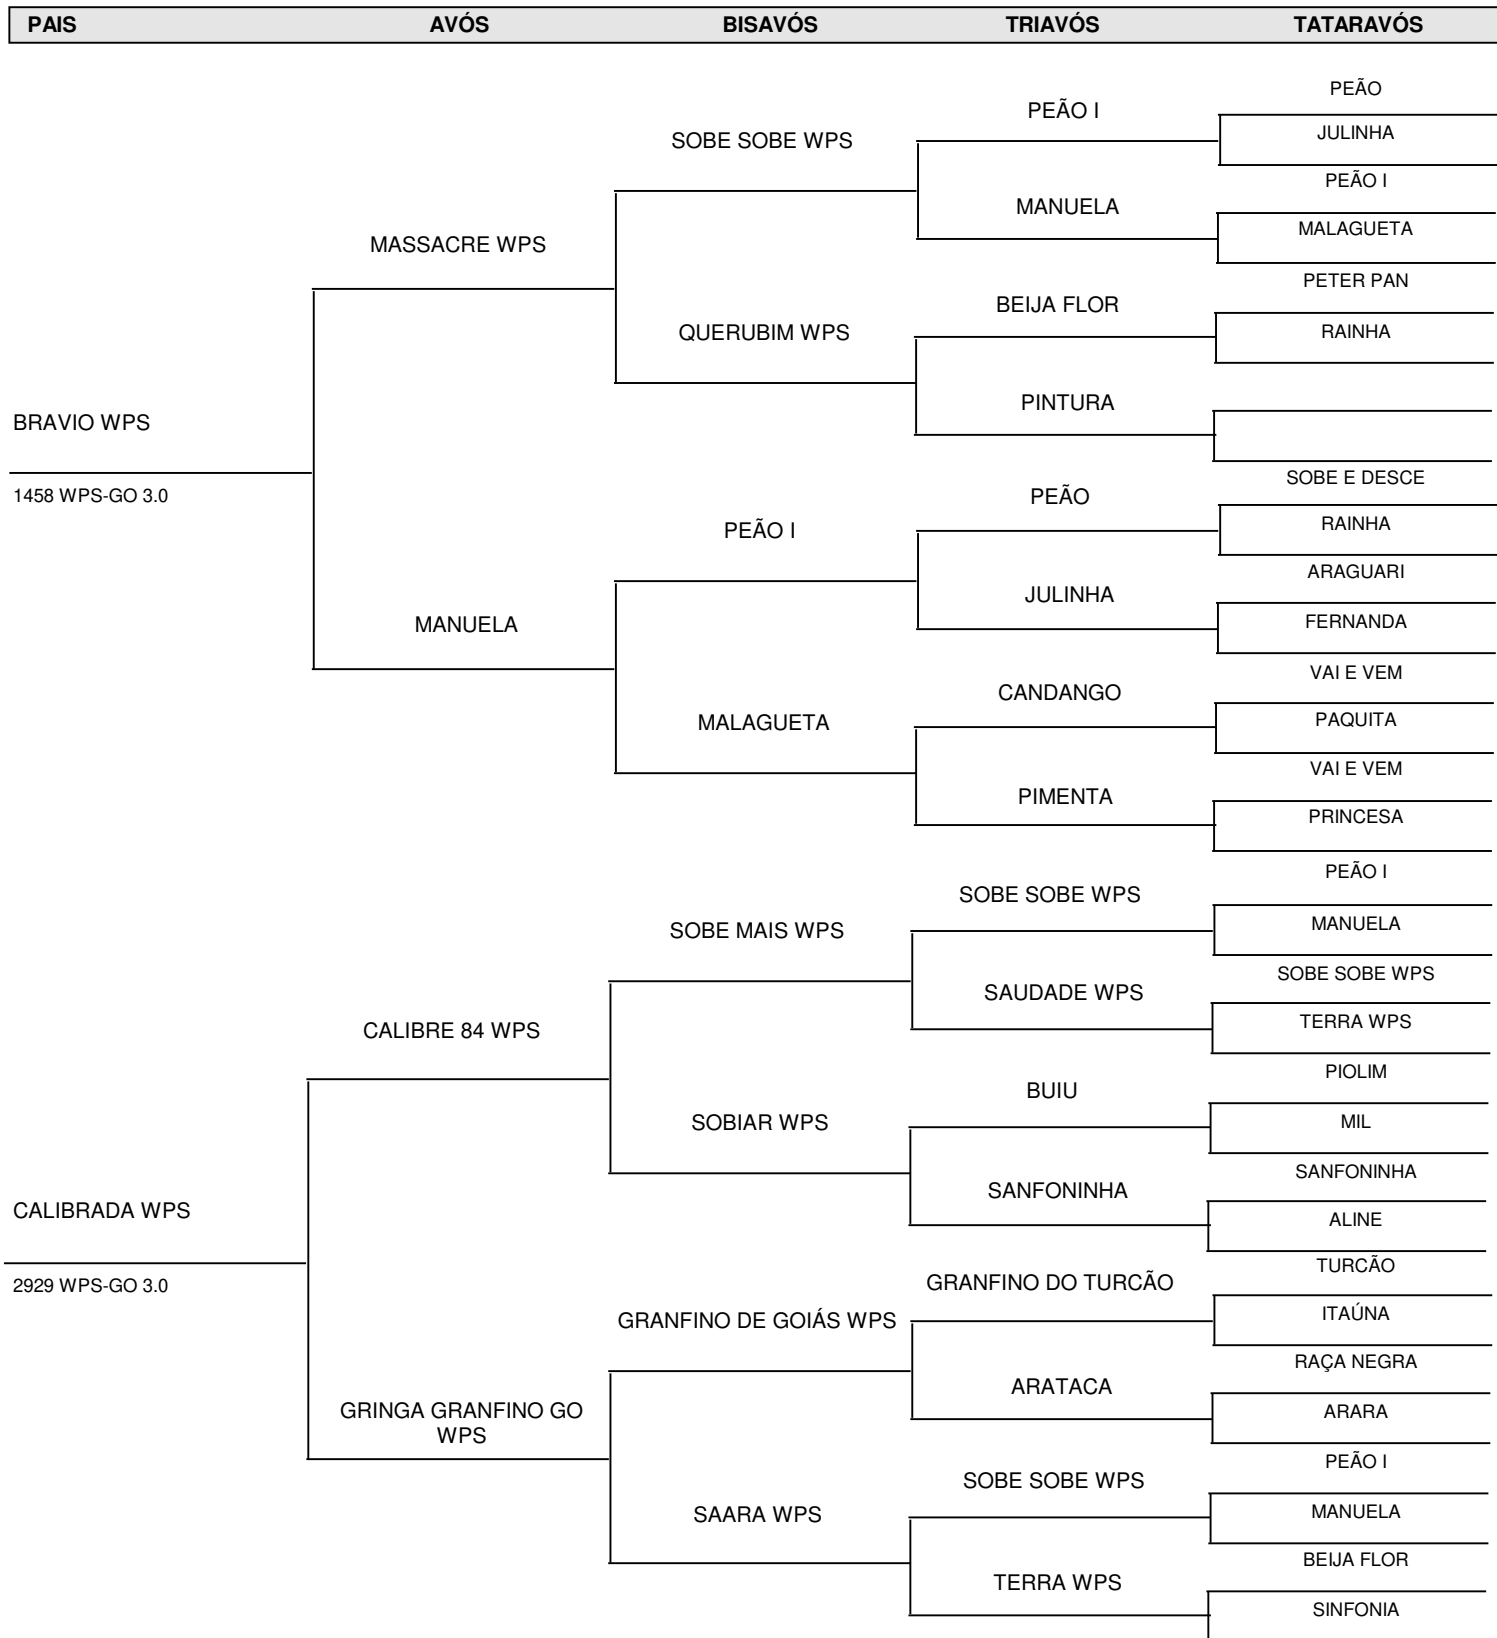 PAIS AVÓS BISAVÓS TRIAVÓS TATARAVÓS
PEÃO
PEÃO I
JULINHA
SOBE SOBE WPS
PEÃO I
MANUELA
MALAGUETA
MASSACRE WPS
PETER PAN
BEIJA FLOR
RAINHA
QUERUBIM WPS
PINTURA
BRAVIO WPS
SOBE E DESCE
1458 WPS-GO 3.0
PEÃO
RAINHA
PEÃO I
ARAGUARI
JULINHA
FERNANDA
MANUELA
VAI E VEM
CANDANGO
PAQUITA
MALAGUETA
VAI E VEM
PIMENTA
PRINCESA
PEÃO I
SOBE SOBE WPS
MANUELA
SOBE MAIS WPS
SOBE SOBE WPS
SAUDADE WPS
TERRA WPS
CALIBRE 84 WPS
PIOLIM
BUIU
MIL
SOBIAR WPS
SANFONINHA
SANFONINHA
CALIBRADA WPS
ALINE
TURCÃO
2929 WPS-GO 3.0
GRANFINO DO TURCÃO
ITAÚNA
GRANFINO DE GOIÁS WPS
RAÇA NEGRA
ARATACA
ARARA
GRINGA GRANFINO GO
WPS
PEÃO I
SOBE SOBE WPS
MANUELA
SAARA WPS
BEIJA FLOR
TERRA WPS
SINFONIA